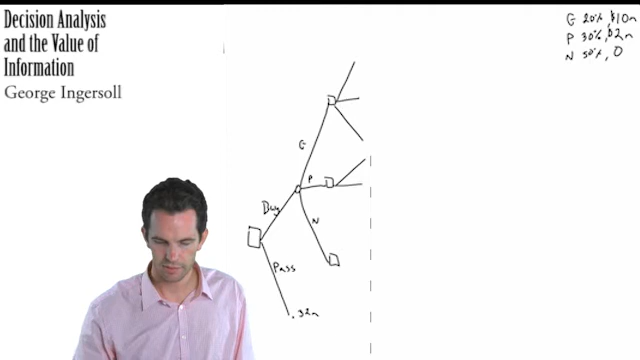 Decision Analysis
and the Value of
Information
George Ingersoll
G 20%, $10m
P 30%, $2m
N 50%, 0
G
P
Buy
N
Pass
.32m